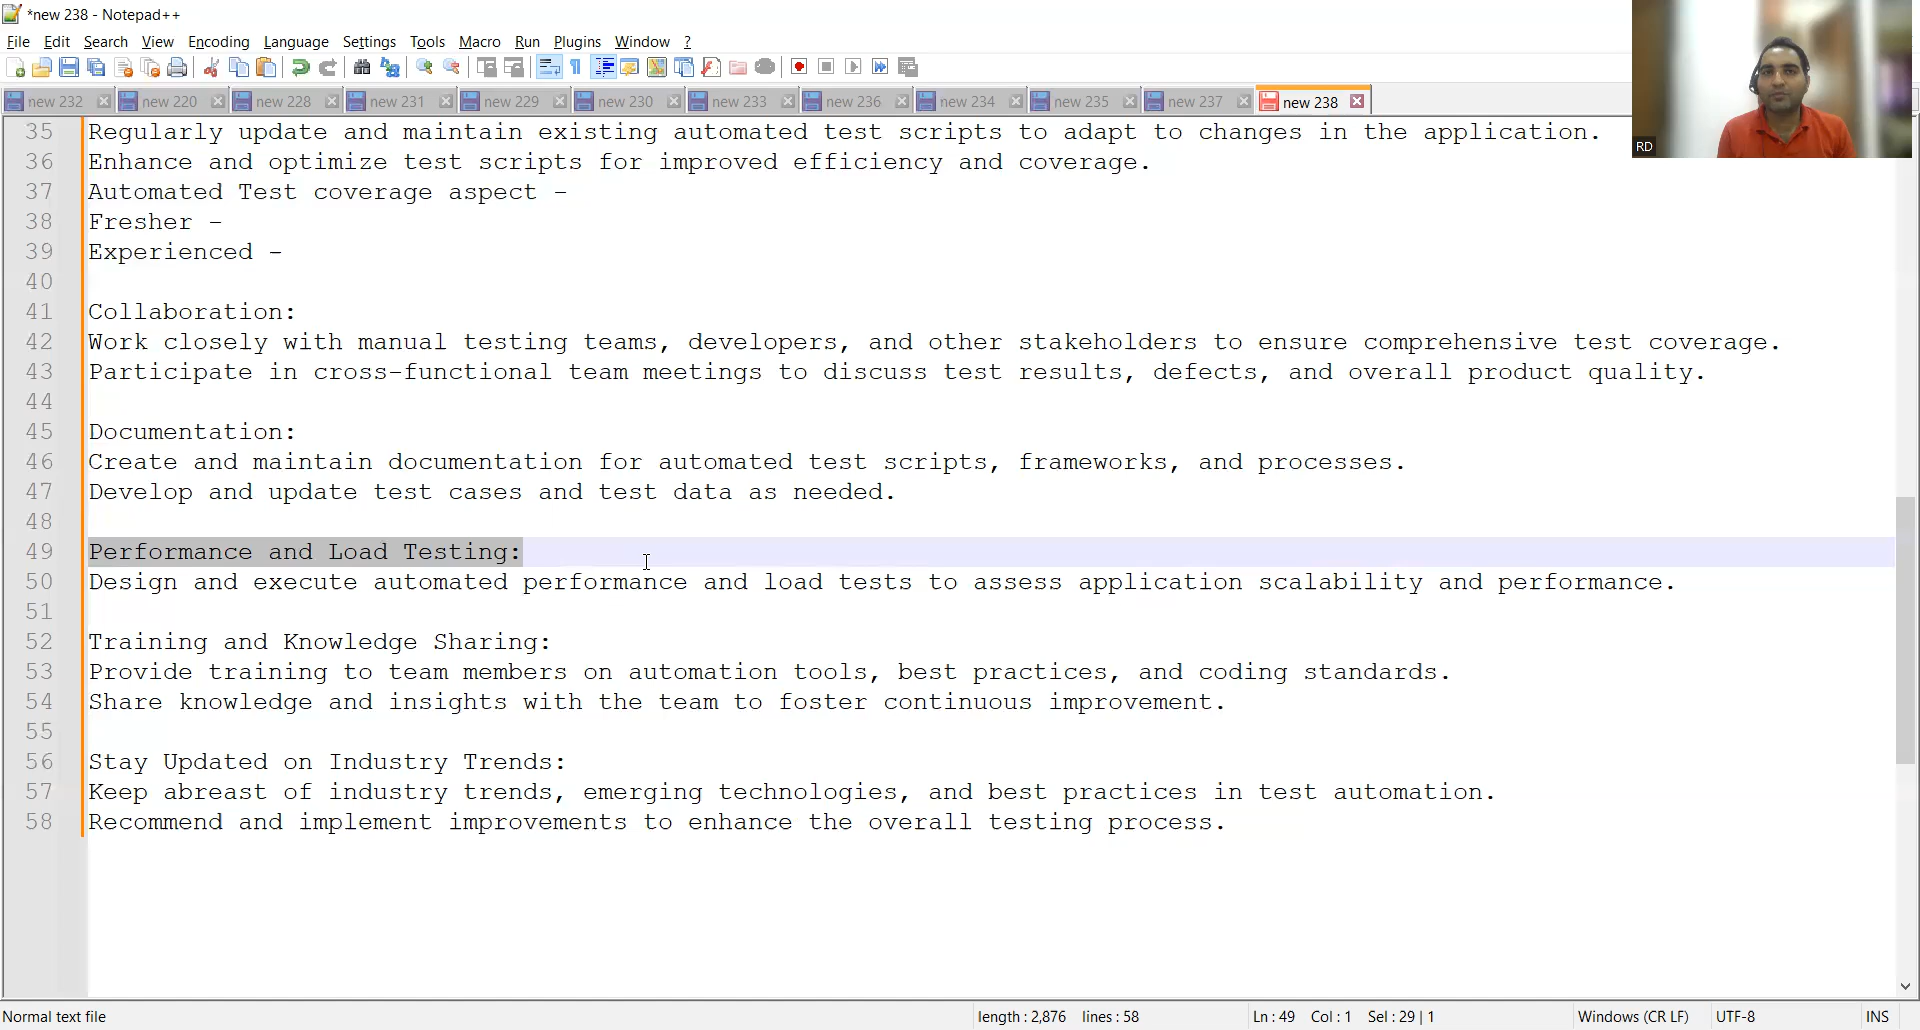 *new 238 - Notepad++
File Edit Search View Encoding Language Settings Tools Macro Run Plugins Window ?
new 232 new 220 new 228 new 231 new 229 new 230 new 233 new 236 new 234 new 235 new 237 new 238
RD
35 Regularly update and maintain existing automated test scripts to adapt to changes in the application.
36 Enhance and optimize test scripts for improved efficiency and coverage.
37 Automated Test coverage aspect -
38 Fresher -
39 Experienced -
40
41 Collaboration:
42 Work closely with manual testing teams, developers, and other stakeholders to ensure comprehensive test coverage.
43 Participate in cross-functional team meetings to discuss test results, defects, and overall product quality.
44
45 Documentation:
46 Create and maintain documentation for automated test scripts, frameworks, and processes.
47 Develop and update test cases and test data as needed.
48
49 Performance and Load Testing:
50 Design and execute automated performance and load tests to assess application scalability and performance.
51
52 Training and Knowledge Sharing:
53 Provide training to team members on automation tools, best practices, and coding standards.
54 Share knowledge and insights with the team to foster continuous improvement.
55
56 Stay Updated on Industry Trends:
57 Keep abreast of industry trends, emerging technologies, and best practices in test automation.
58 Recommend and implement improvements to enhance the overall testing process.
Normal text file length : 2,876 lines : 58 Ln : 49 Col : 1 Sel : 29 | 1 Windows (CR LF) UTF-8 INS